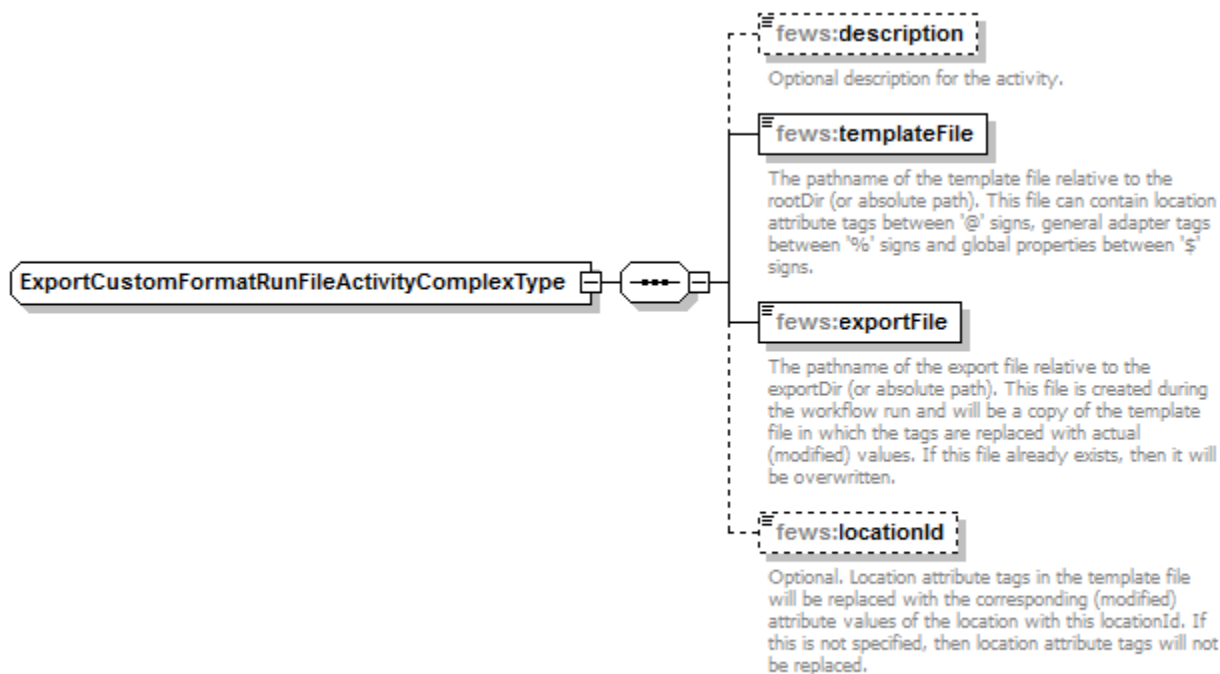 fews:description
Optional description for the activity.
fews:templateFile
The pathname of the template file relative to the
rootDir (or absolute path). This file can contain location
attribute tags between '@' signs, general adapter tags
between '%' signs and global properties between '$'
signs.
ExportCustomFormatRunFileActivityComplexType
fews:exportFile
The pathname of the export file relative to the
exportDir (or absolute path). This file is created during
the workflow run and will be a copy of the template
file in which the tags are replaced with actual
(modified) values. If this file already exists, then it will
be overwritten.
fews:locationId
Optional. Location attribute tags in the template file
will be replaced with the corresponding (modified)
attribute values of the location with this locationId. If
this is not specified, then location attribute tags will not
be replaced.